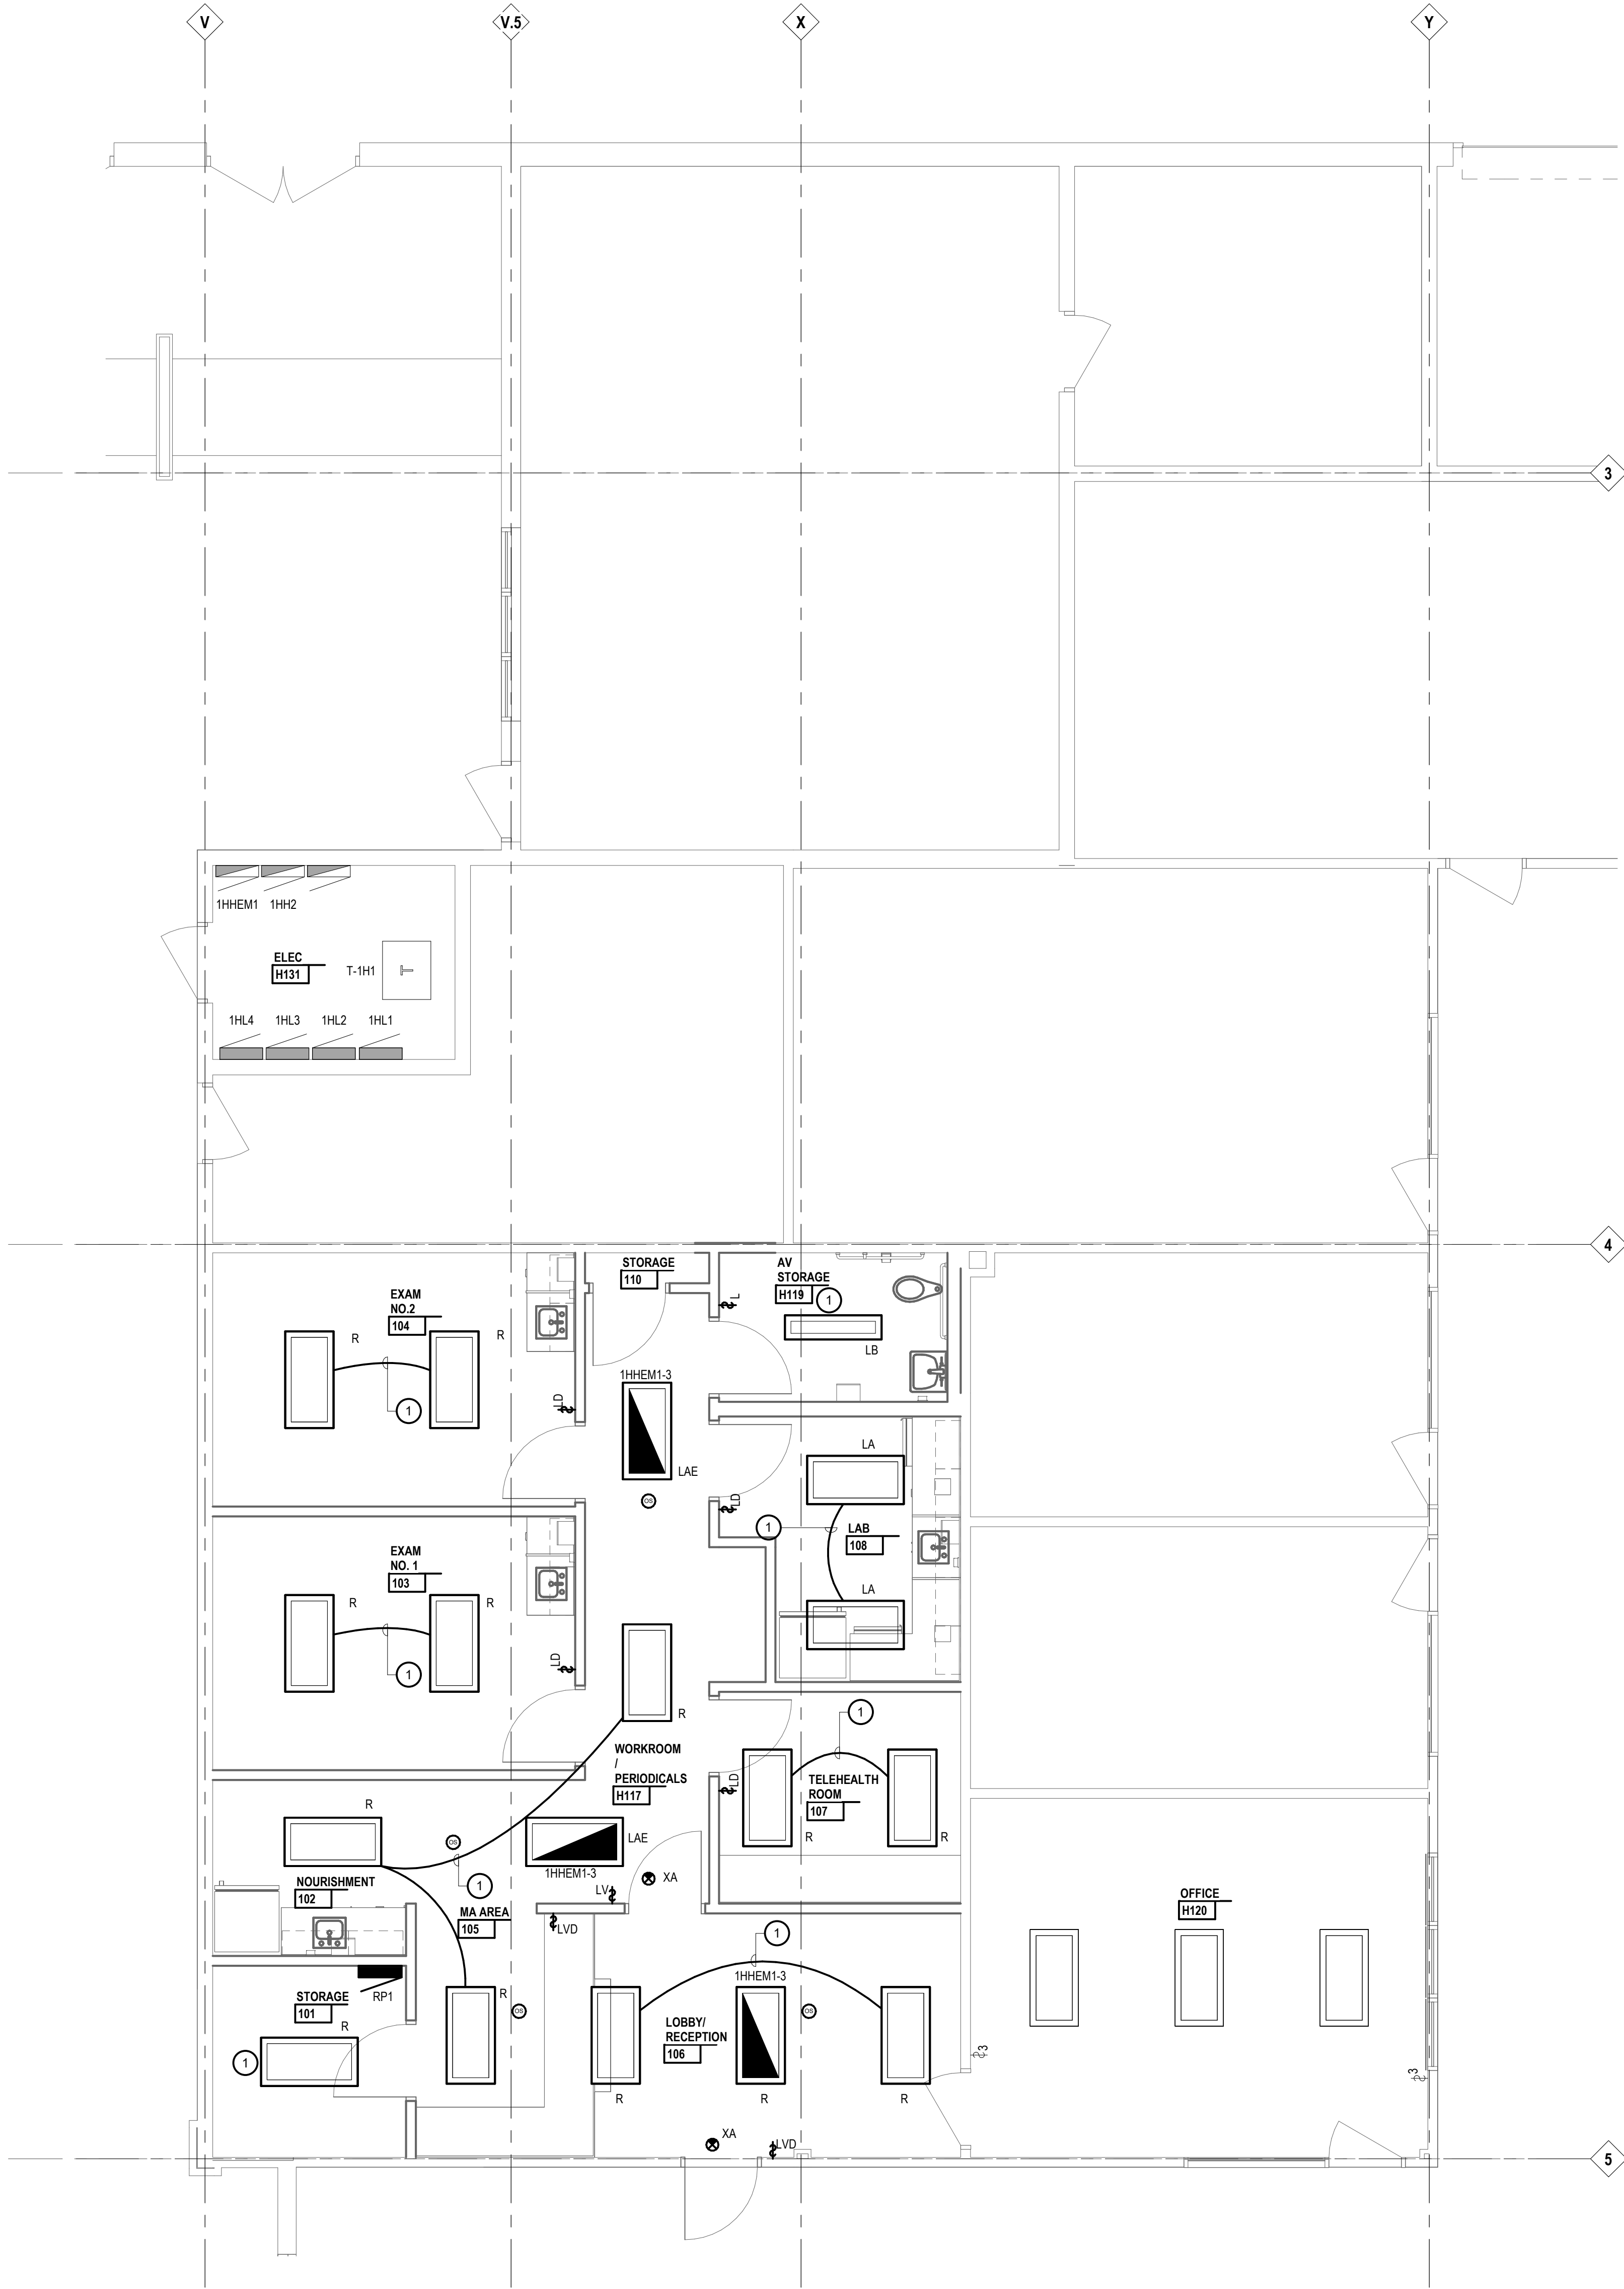 V
V.5
X
Y
3
1HHEM1
1HH2
ELEC
H131
T-1H1
1HL4
1HL3
1HL2
1HL1
4
STORAGE
110
AV
STORAGE
H119
1
L
LB
EXAM
NO.2
104
R
R
1
LD
1HHEM1-3
LAE
OS
LD
LA
1
LAB
108
LA
EXAM
NO. 1
103
R
R
1
LD
R
WORKROOM
/
PERIODICALS
H117
1
TELEHEALTH
ROOM
107
LD
R
R
R
OS
1
NOURISHMENT
102
LAE
1HHEM1-3
XA
LV
LVD
MA AREA
105
OFFICE
H120
1
1HHEM1-3
STORAGE
101
RP1
R
1
R
OS
LOBBY/
RECEPTION
106
OS
R
R
R
3
3
XA
LVD
5